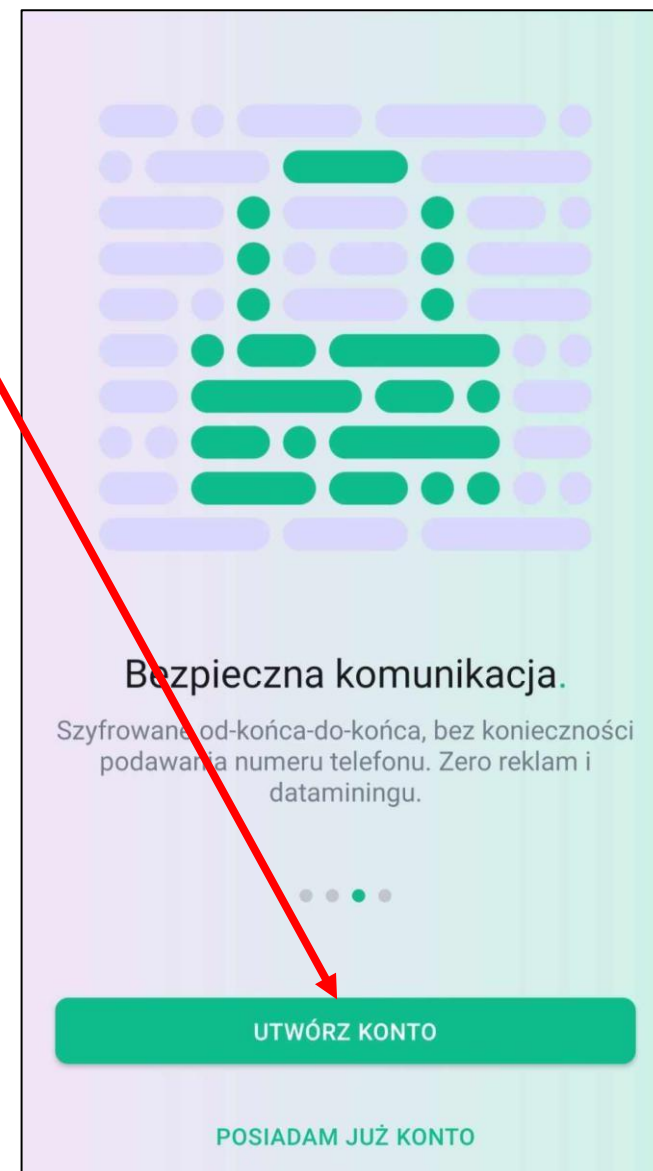 Bezpieczna komunikacja.
Szyfrowane od-końca-do-końca, bez konieczności
podawania numeru telefonu. Zero reklam i
dataminingu.
UTWÓRZ KONTO
POSIADAM JUŻ KONTO